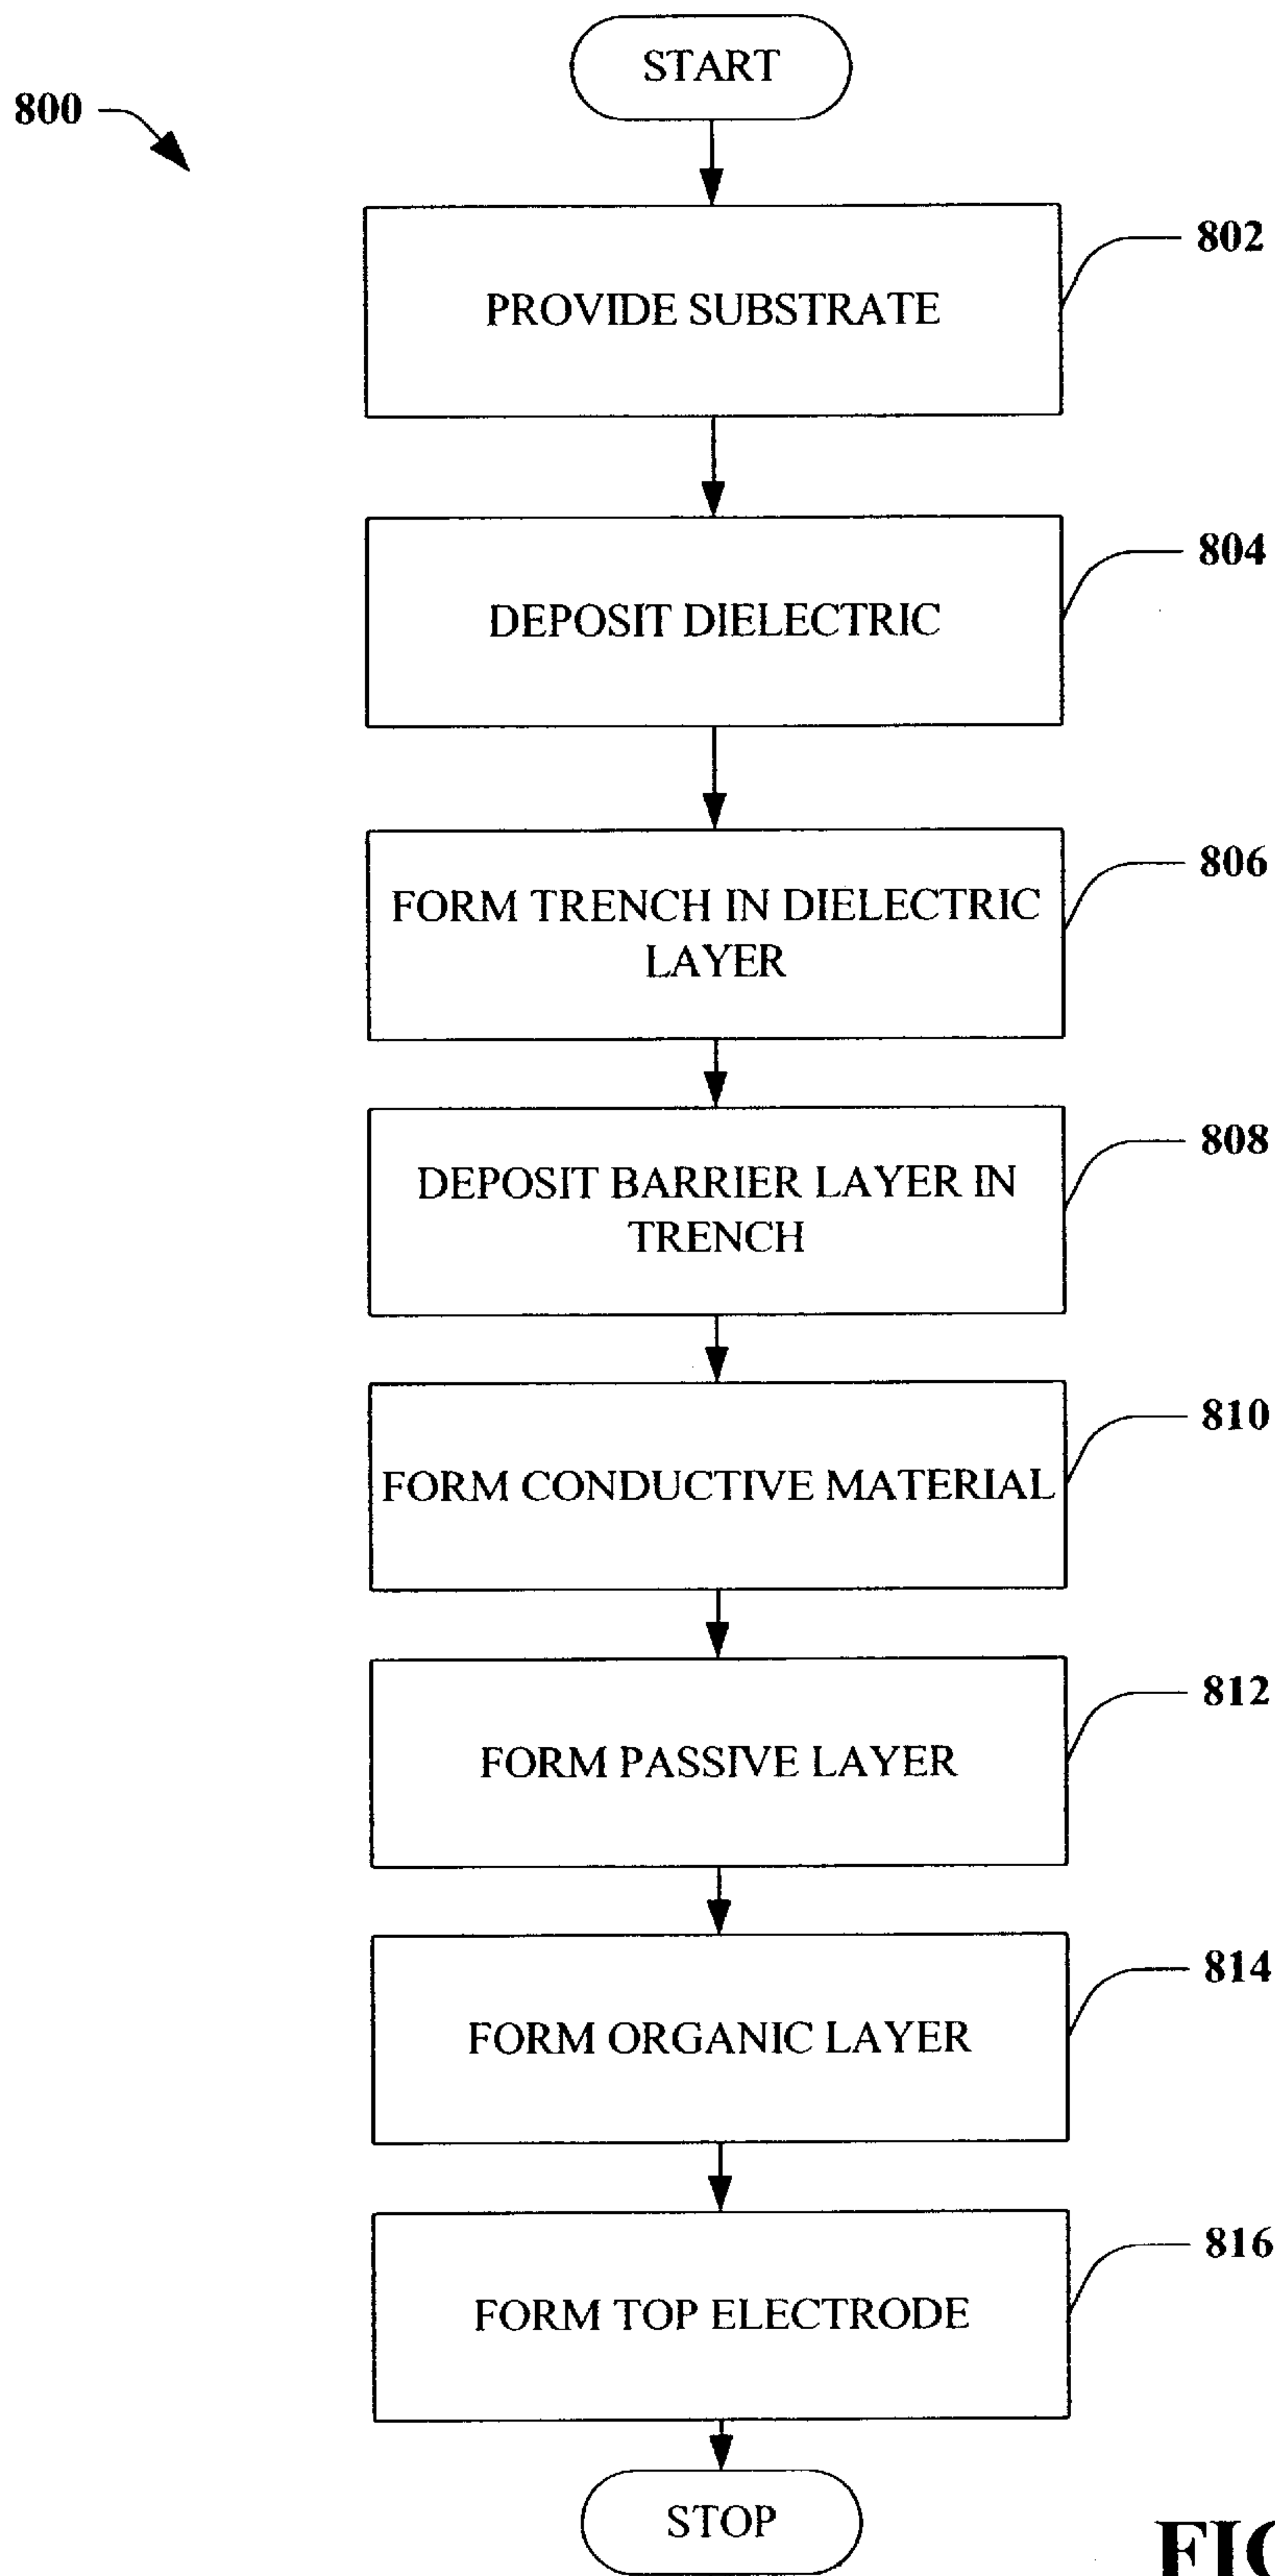 START
800
802
PROVIDE SUBSTRATE
804
DEPOSIT DIELECTRIC
806
FORM TRENCH IN DIELECTRIC
LAYER
808
DEPOSIT BARRIER LAYER IN
TRENCH
810
FORM CONDUCTIVE MATERIAL
812
FORM PASSIVE LAYER
814
FORM ORGANIC LAYER
816
FORM TOP ELECTRODE
STOP